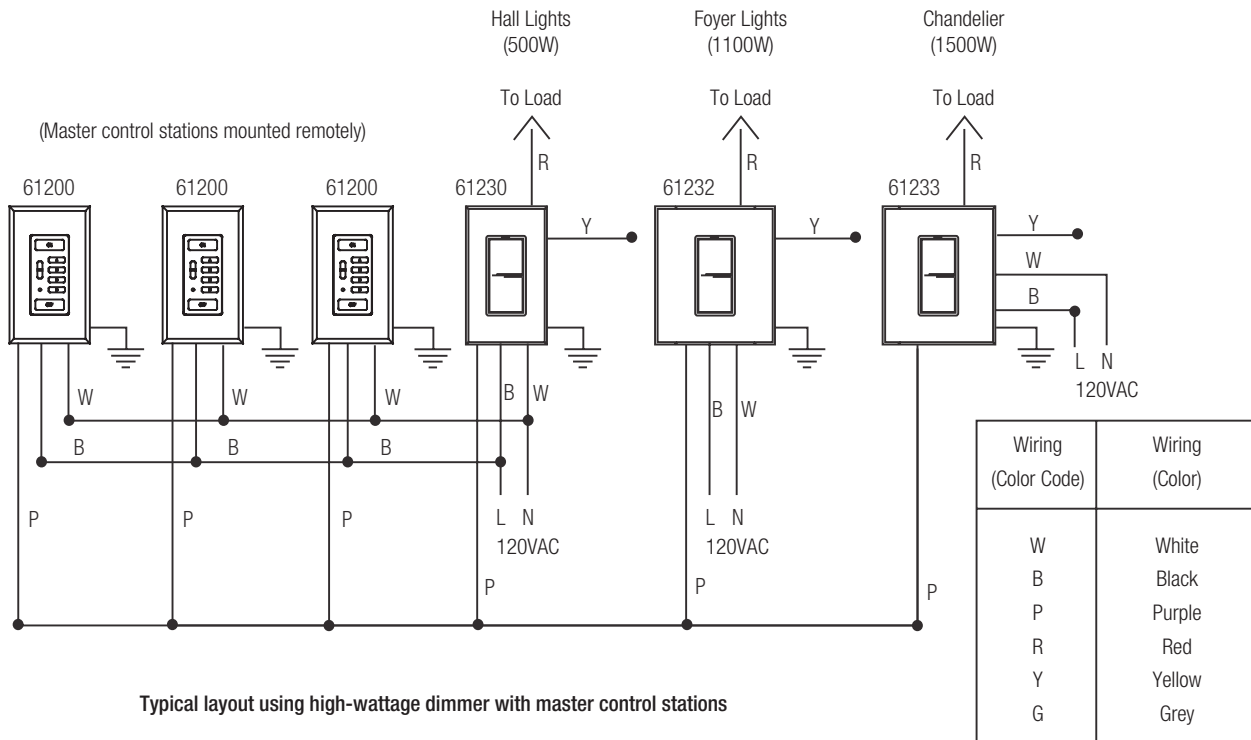 Hall Lights
(500W)
Foyer Lights
(1100W)
Chandelier
(1500W)
To Load
To Load
To Load
(Master control stations mounted remotely)
R
R
R
61200
61200
61200
61230
61232
61233
Y
Y
Y
W
B
L N
120VAC
W
W
W
B
W
B
W
B
B
B
P
P
P
L N
120VAC
L N
120VAC
P
P
P
Wiring
(Color Code)
Wiring
(Color)
W White
B Black
P Purple
R Red
Y Yellow
G Grey
Typical layout using high-wattage dimmer with master control stations